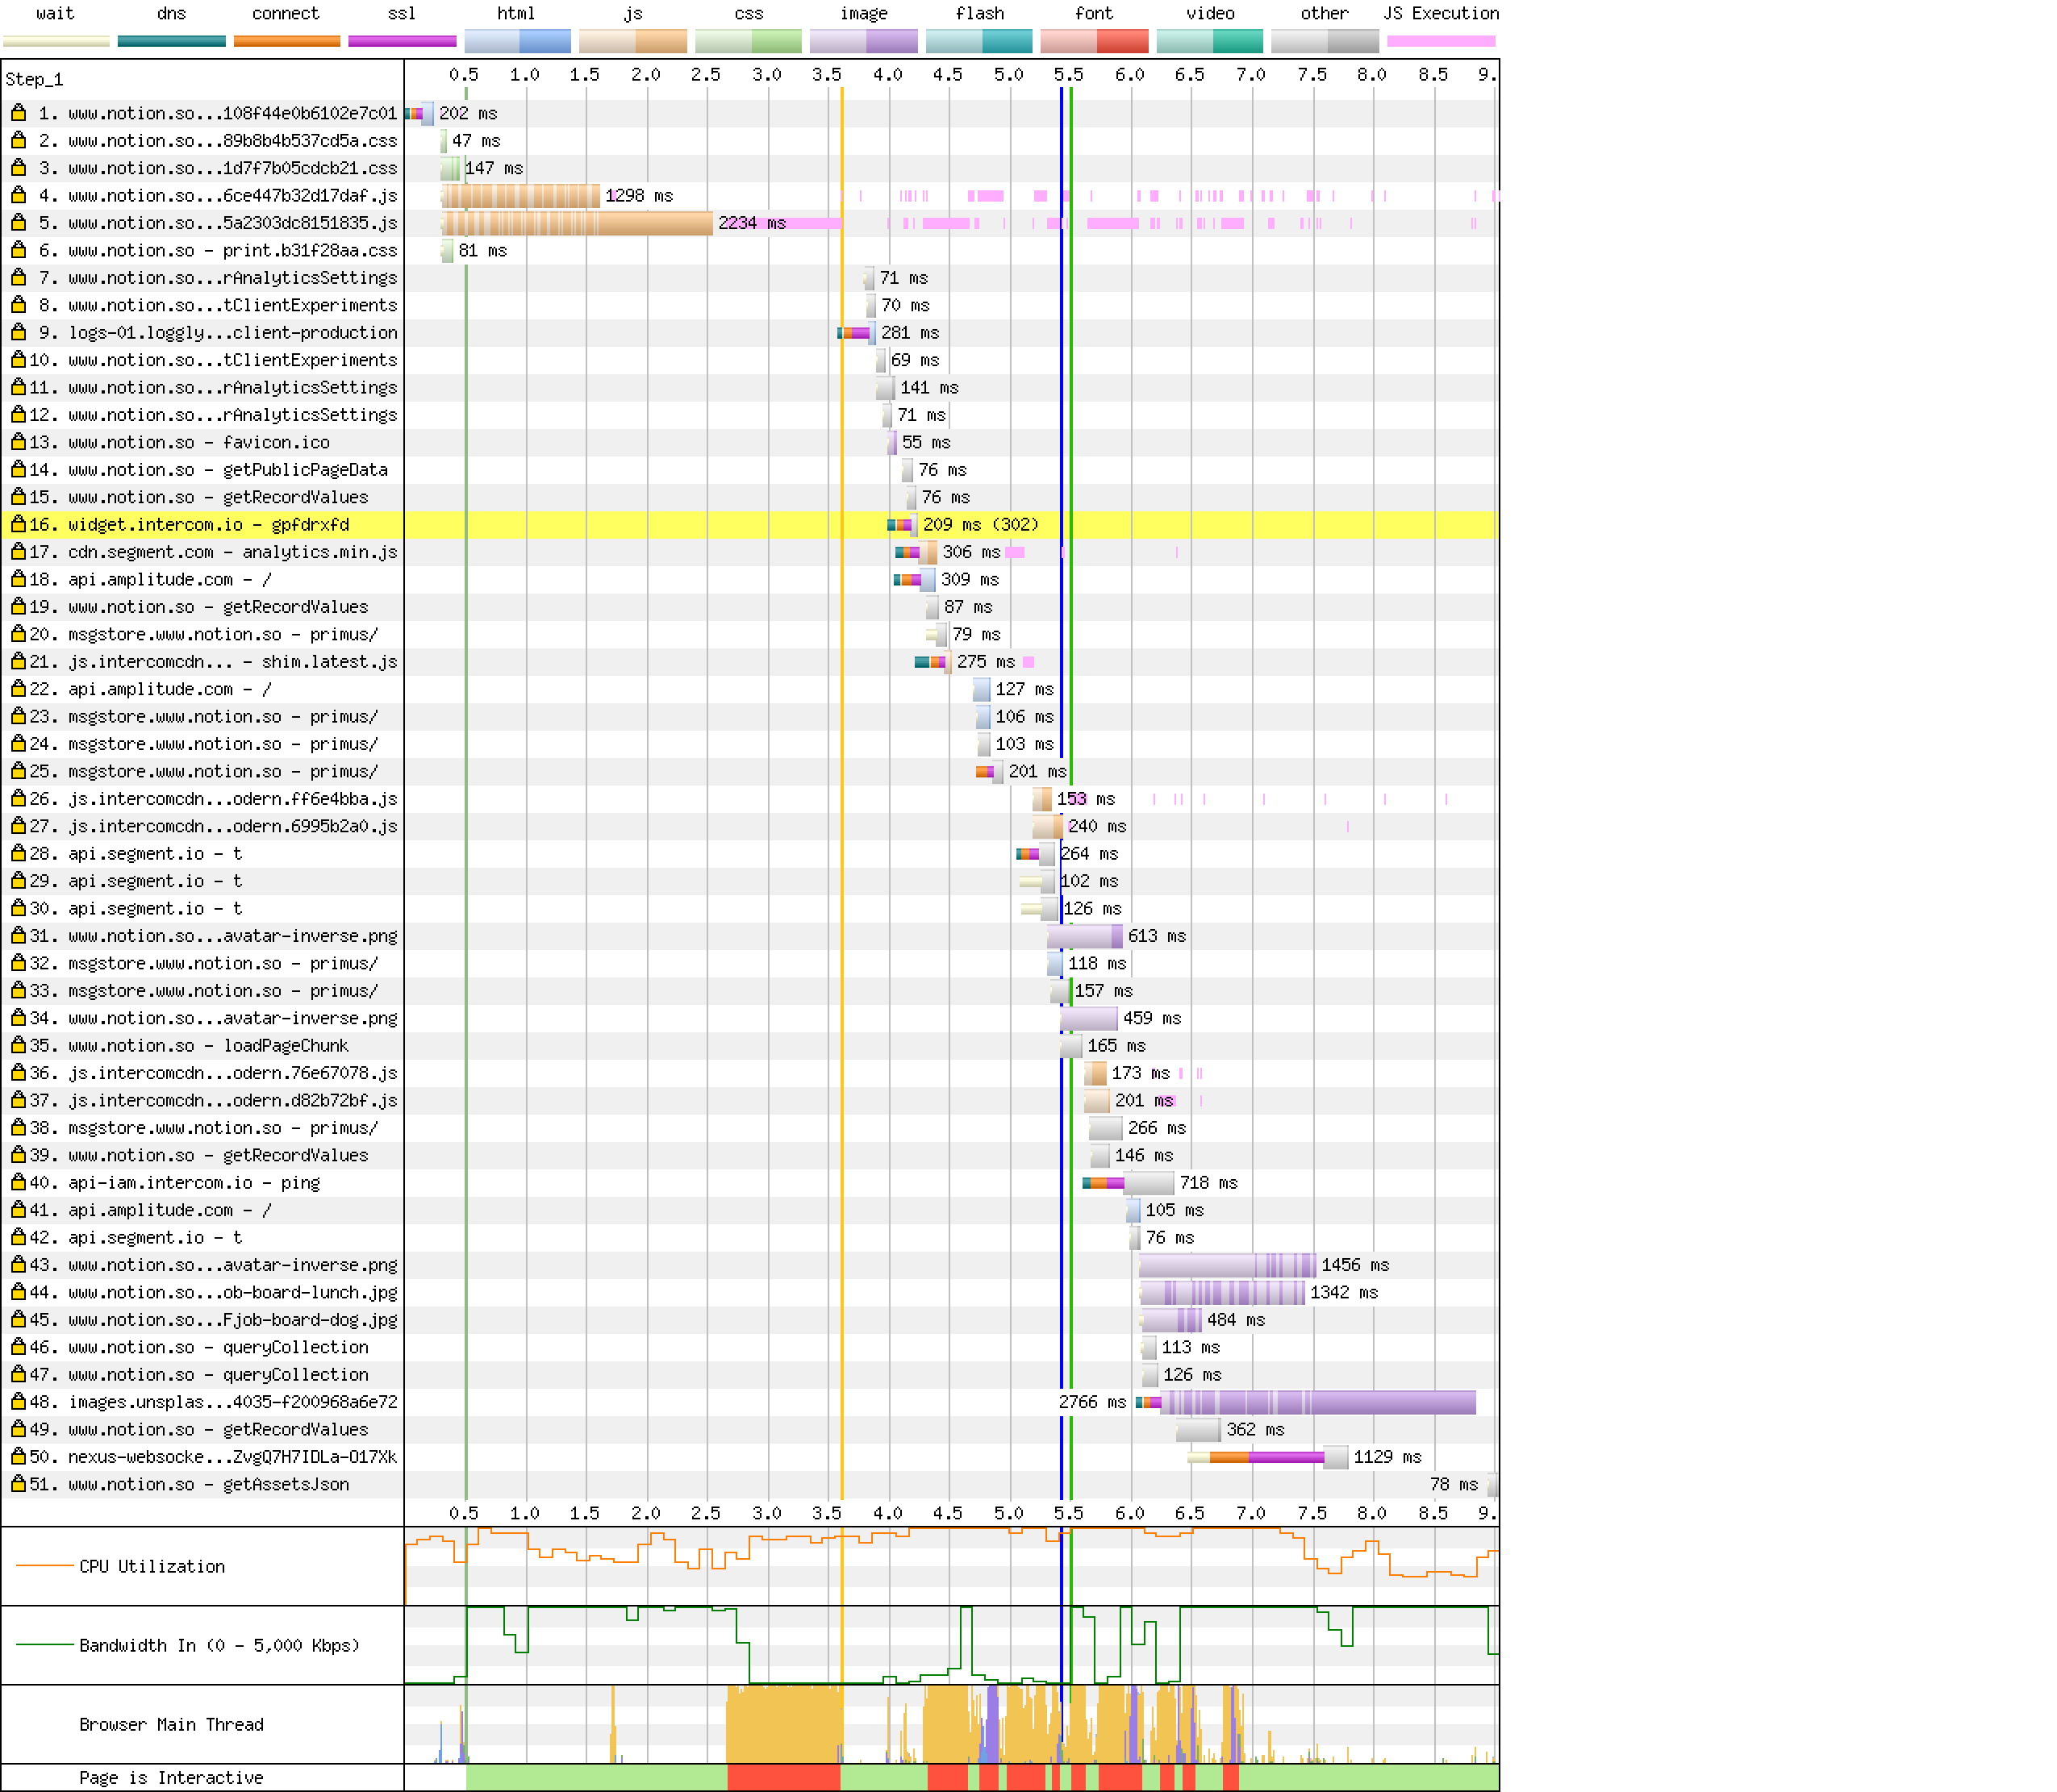 wait dns connect ssl html js css image flash font video other JS Execution
Step_1 0.5 1.0 1.5 2.0 2.5 3.0 3.5 4.0 4.5 5.0 5.5 6.0 6.5 7.0 7.5 8.0 8.5 9.
1. www.notion.so...108f44e0b6102e7c01 202 ms
2. www.notion.so...89b8b4b537cd5a.css 47 ms
3. www.notion.so...1d7f7b05cdcb21.css 147 ms
4. www.notion.so...6ce447b32d17daf.js 1298 ms
5. www.notion.so...5a2303dc8151835.js 2234 ms
6. www.notion.so - print.b31f28aa.css 81 ms
7. www.notion.so...rAnalyticsSettings 71 ms
8. www.notion.so...tClientExperiments 70 ms
9. logs-01.loggly...client-production 281 ms
10. www.notion.so...tClientExperiments 69 ms
11. www.notion.so...rAnalyticsSettings 141 ms
12. www.notion.so...rAnalyticsSettings 71 ms
13. www.notion.so - favicon.ico 55 ms
14. www.notion.so - getPublicPageData 76 ms
15. www.notion.so - getRecordValues 76 ms
16. widget.intercom.io - gpfdrxfd 209 ms (302)
17. cdn.segment.com - analytics.min.js 306 ms
18. api.amplitude.com - / 309 ms
19. www.notion.so - getRecordValues 87 ms
20. msgstore.www.notion.so - primus/ 79 ms
21. js.intercomcdn... - shim.latest.js 275 ms
22. api.amplitude.com - / 127 ms
23. msgstore.www.notion.so - primus/ 106 ms
24. msgstore.www.notion.so - primus/ 103 ms
25. msgstore.www.notion.so - primus/ 201 ms
26. js.intercomcdn...odern.ff6e4bba.js 153 ms
27. js.intercomcdn...odern.6995b2a0.js 240 ms
28. api.segment.io - t 264 ms
29. api.segment.io - t 102 ms
30. api.segment.io - t 126 ms
31. www.notion.so...avatar-inverse.png 613 ms
32. msgstore.www.notion.so - primus/ 118 ms
33. msgstore.www.notion.so - primus/ 157 ms
34. www.notion.so...avatar-inverse.png 459 ms
35. www.notion.so - loadPageChunk 165 ms
36. js.intercomcdn...odern.76e67078.js 173 ms
37. js.intercomcdn...odern.d82b72bf.js 201 ms
38. msgstore.www.notion.so - primus/ 266 ms
39. www.notion.so - getRecordValues 146 ms
40. api-iam.intercom.io - ping 718 ms
41. api.amplitude.com - / 105 ms
42. api.segment.io - t 76 ms
43. www.notion.so...avatar-inverse.png 1456 ms
44. www.notion.so...ob-board-lunch.jpg 1342 ms
45. www.notion.so...Fjob-board-dog.jpg 484 ms
46. www.notion.so - queryCollection 113 ms
47. www.notion.so - queryCollection 126 ms
48. images.unsplas...4035-f200968a6e72 2766 ms
49. www.notion.so - getRecordValues 362 ms
50. nexus-websocke...ZvgQ7H7IDLa-O17Xk 1129 ms
51. www.notion.so - getAssetsJson 78 ms
0.5 1.0 1.5 2.0 2.5 3.0 3.5 4.0 4.5 5.0 5.5 6.0 6.5 7.0 7.5 8.0 8.5 9.
CPU Utilization
Bandwidth In (0 - 5,000 Kbps)
Browser Main Thread
Page is Interactive